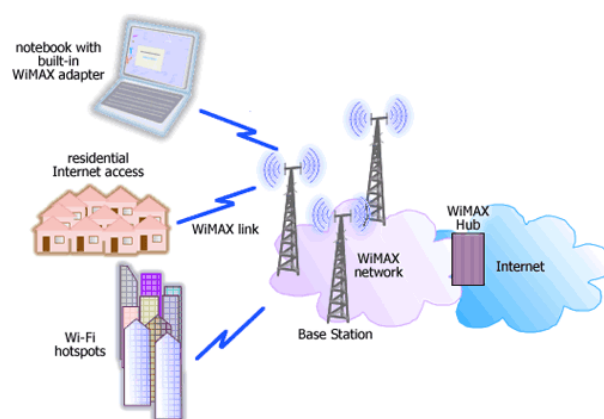 notebook with
built-in
WiMAX adapter
residential
Internet access
WiMAX link
WiMAX
Hub
WiMAX
network
Internet
Base Station
Wi-Fi
hotspots